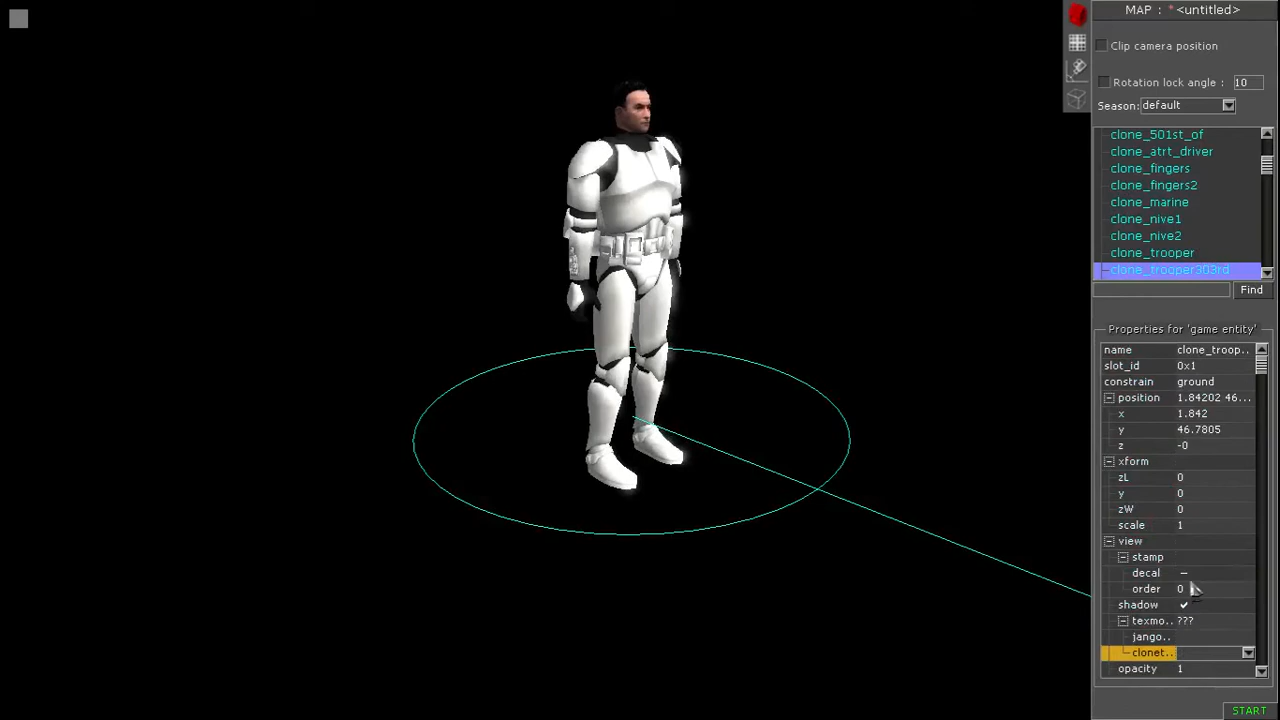 MAP : * <untitled>
Clip camera position
Rotation lock angle : 10
Season: default
clone_501st_of
clone_atrt_driver
clone_fingers
clone_fingers2
clone_marine
clone_nive1
clone_nive2
clone_trooper
clone_trooper303rd
Find
Properties for 'game entity'
name clone_troop..
slot_id 0x1
constrain ground
position 1.84202 46...
x 1.842
y 46.7805
z -0
xform
zL 0
y 0
zW 0
scale 1
view
stamp
decal –
order 0
shadow
texmo.. ???
jango..
clonet..
opacity 1
START